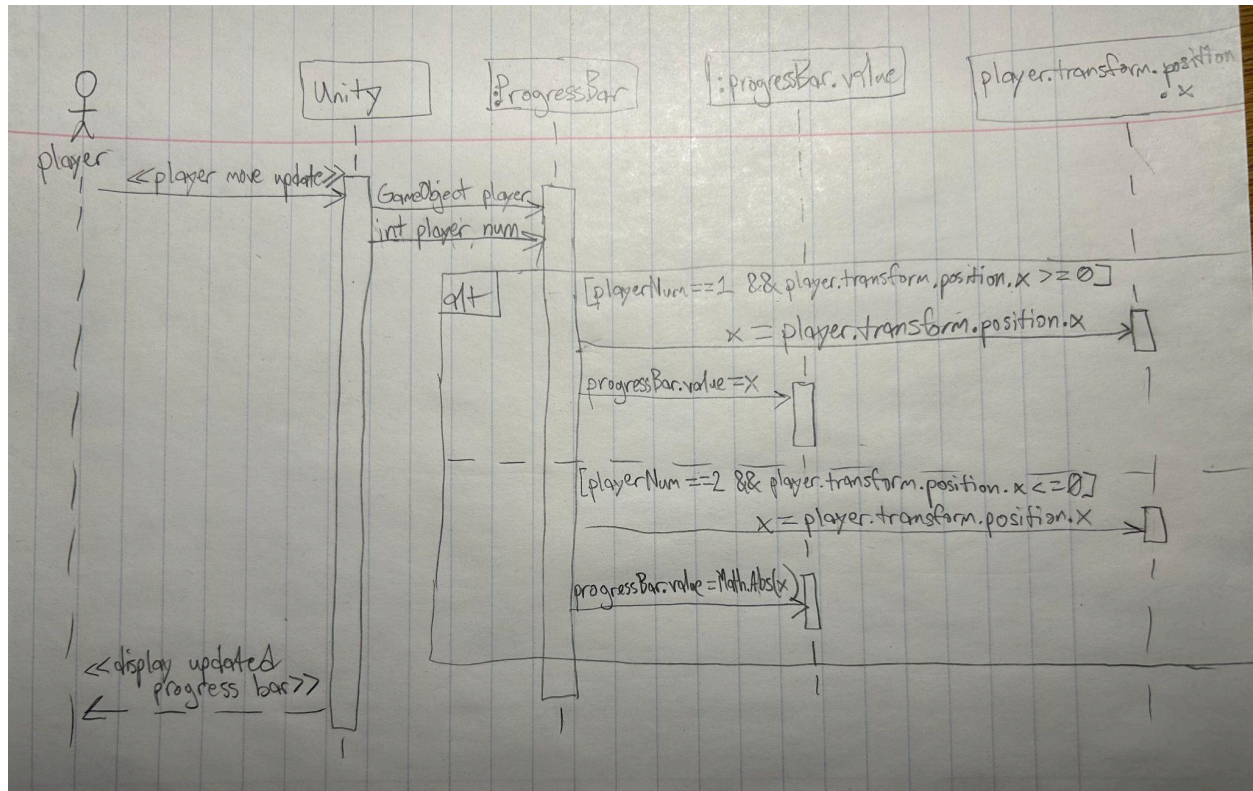 Unity
:ProgressBar
:progressBar.value
player.transform.position
.x
player
<<player move update>>
GameObject player
int player num
alt
[playerNum==1 && player.transform.position.x >=0]
x = player.transform.position.x
progressBar.value=x
[playerNum==2 && player.transform.position.x <=0]
x = player.transform.position.x
progressBar.value=Math.Abs(x)
<<display updated
progress bar>>